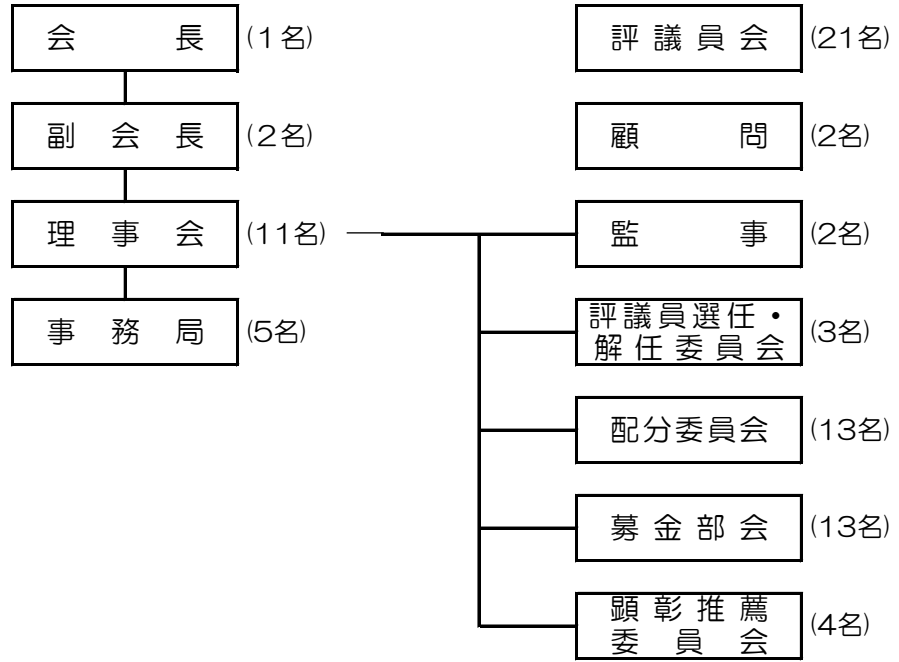 会長 (1名)
副会長 (2名)
理事会 (11名)
事務局 (5名)
評議員会 (21名)
顧問 (2名)
監事 (2名)
評議員選任・
解任委員会 (3名)
配分委員会 (13名)
募金部会 (13名)
顕彰推薦
委員会 (4名)